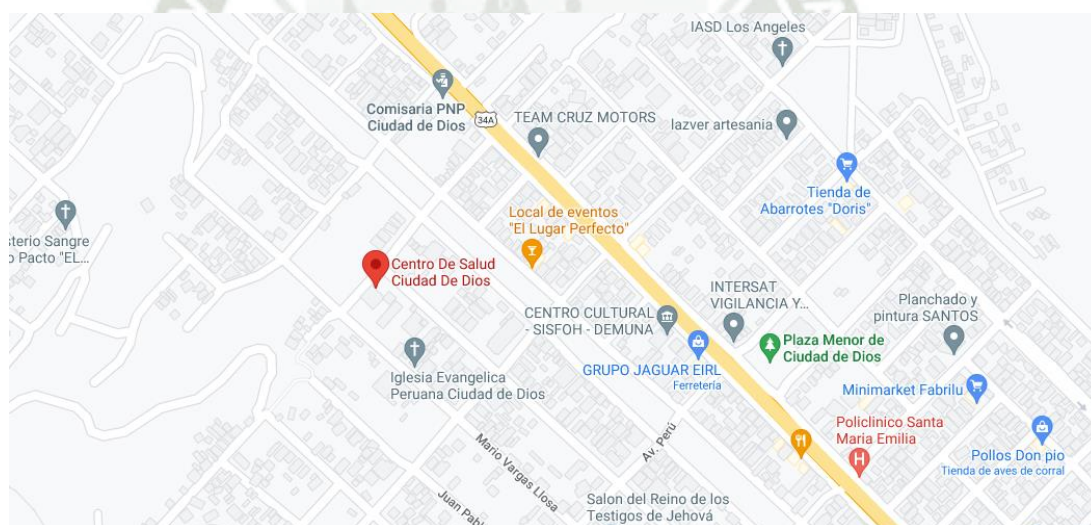 IASD Los Angeles
Comisaria PNP
Ciudad de Dios
34A
TEAM CRUZ MOTORS
lazver artesania
Tienda de
Abarrotes "Doris"
Local de eventos
"El Lugar Perfecto"
sterio Sangre
o Pacto "EL...
Centro De Salud
Ciudad De Dios
INTERSAT
VIGILANCIA Y...
CENTRO CULTURAL
- SISFOH - DEMUNA
Planchado y
pintura SANTOS
Plaza Menor de
Ciudad de Dios
GRUPO JAGUAR EIRL
Ferretería
Iglesia Evangelica
Peruana Ciudad de Dios
Minimarket Fabrilu
Policlinico Santa
Maria Emilia
H
Av. Perú
Mario Vargas Llosa
Pollos Don pio
Tienda de aves de corral
Juan Pabl
Salon del Reino de los
Testigos de Jehová